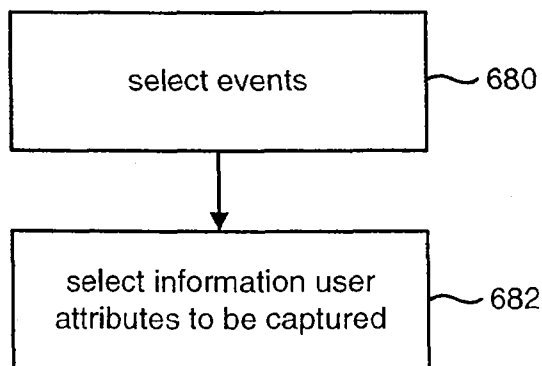 select events
680
select information user
attributes to be captured
682